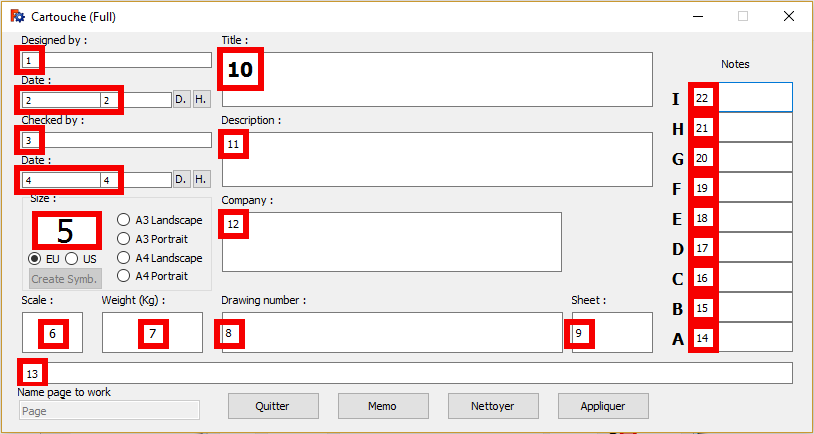 Cartouche (Full)
Designed by :
1
Date :
2 2 D. H.
Checked by :
3
Date :
4 4 D. H.
Size :
5
EU US
Create Symb.
A3 Landscape
A3 Portrait
A4 Landscape
A4 Portrait
Scale :
6
Weight (Kg) :
7
Title :
10
Description :
11
Company :
12
Drawing number :
8
Sheet :
9
Notes
I 22
H 21
G 20
F 19
E 18
D 17
C 16
B 15
A 14
13
Name page to work
Page
Quitter Memo Nettoyer Appliquer